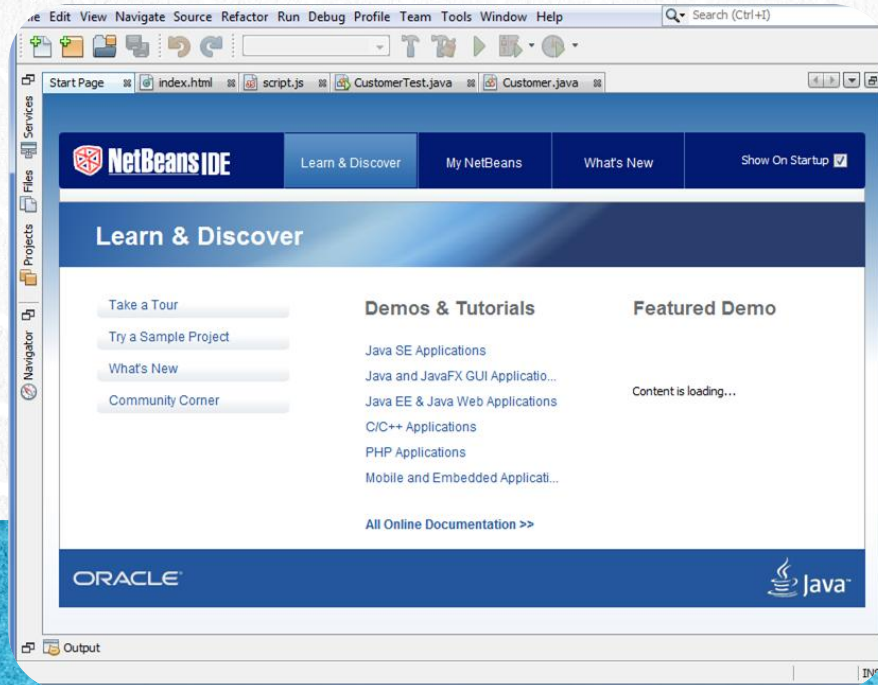 Edit View Navigate Source Refactor Run Debug Profile Team Tools Window Help
Search (Ctrl+I)
Start Page index.html script.js CustomerTest.java Customer.java
Services
Files
Projects
Navigator
NetBeans IDE
Learn & Discover
My NetBeans
What's New
Show On Startup
Learn & Discover
Take a Tour
Try a Sample Project
What's New
Community Corner
Demos & Tutorials
Java SE Applications
Java and JavaFX GUI Applicatio...
Java EE & Java Web Applications
C/C++ Applications
PHP Applications
Mobile and Embedded Applicati...
All Online Documentation >>
Featured Demo
Content is loading...
ORACLE
Java
Output